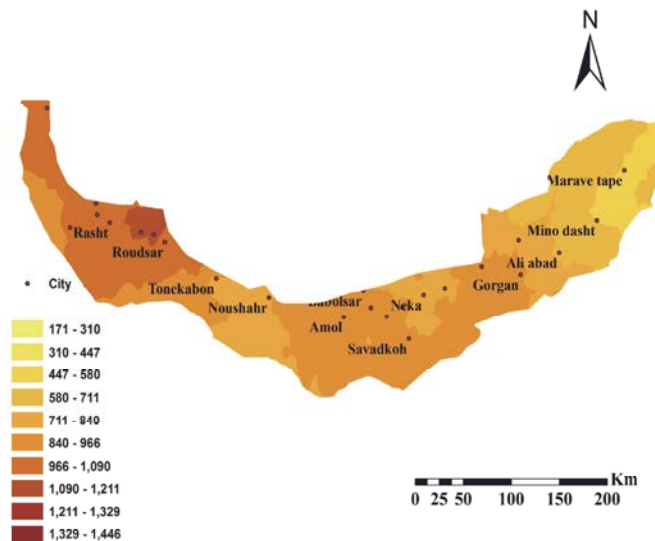 N
Marave tape
Mino dasht
Rasht
Roudsar
Ali abad
City
Tonekabon
Gorgan
Noushahr
Babolsar
Neka
Amol
Savadkoh
171 - 310
310 - 447
447 - 580
580 - 711
711 - 840
840 - 966
966 - 1,090
1,090 - 1,211
1,211 - 1,329
1,329 - 1,446
Km
0 25 50 100 150 200